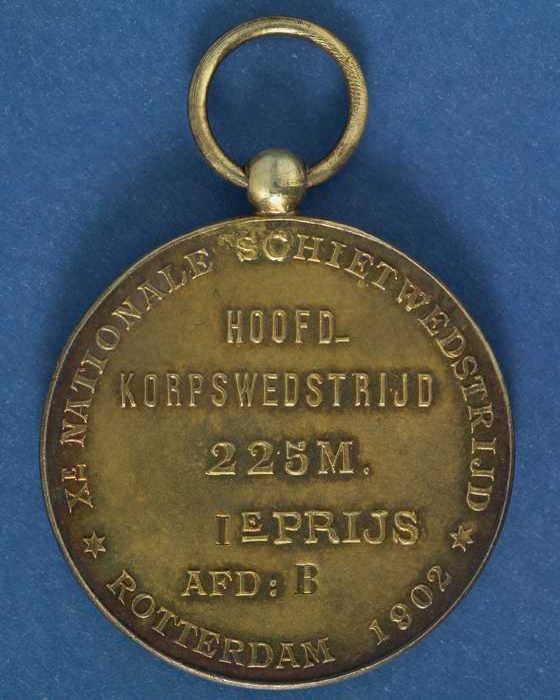 XE NATIONALE SCHIETWEDSTRIJD
HOOFD-
KORPSWEDSTRIJD
225M.
IE PRIJS
AFD: B
ROTTERDAM 1902